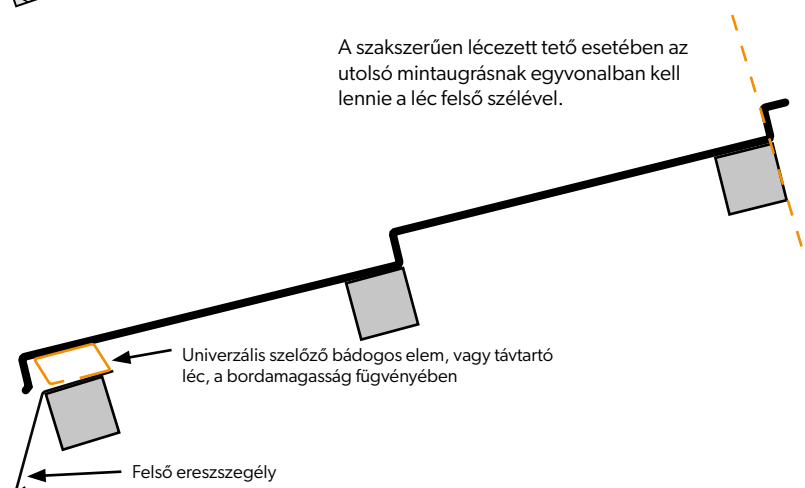 A szakszerűen lécezett tető esetében az
utolsó mintaugrásnak egyvonalban kell
lennie a léc felső szélével.
Univerzális szelőző bádogos elem, vagy távtartó
léc, a bordamagasság fügvényében
Felső ereszszegély